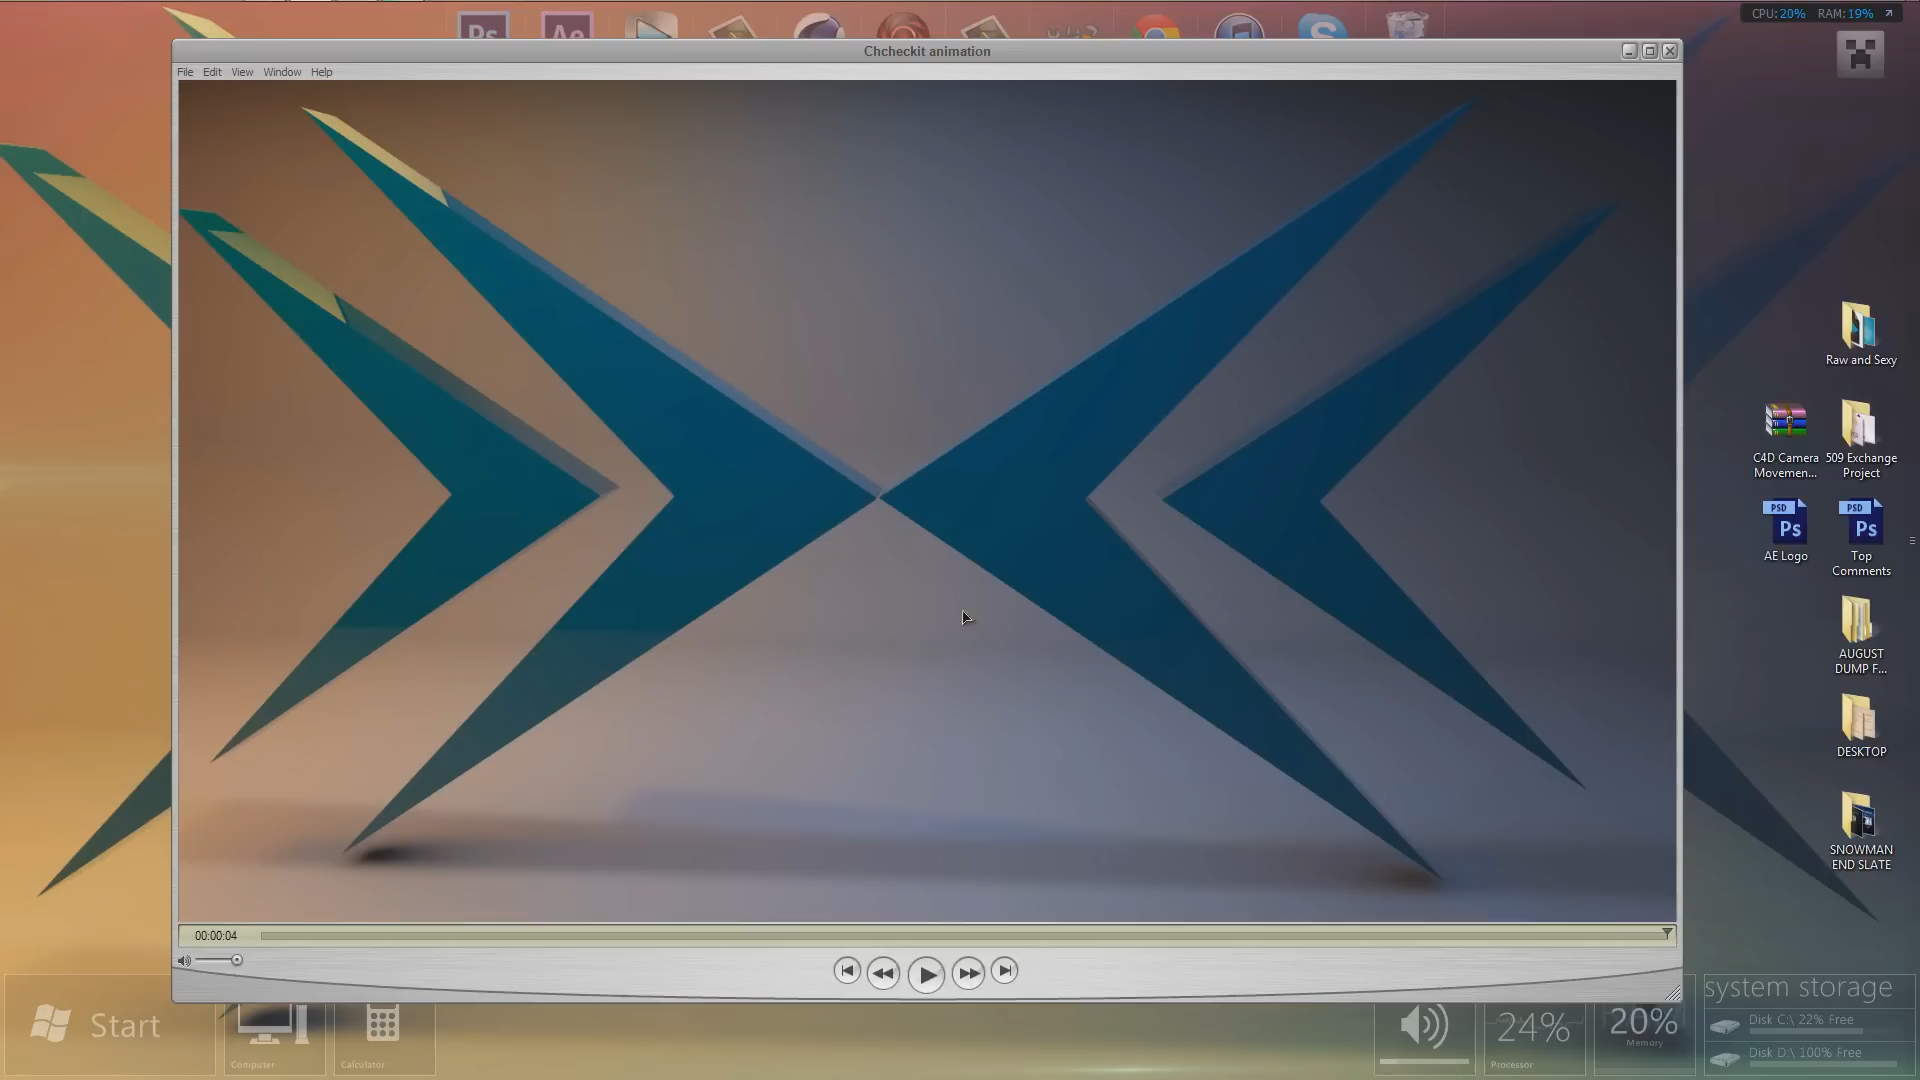 CPU: 20% RAM: 19%
Ps
Ae
Chcheckit animation
File Edit View Window Help
Raw and Sexy
C4D Camera
Movemen...
509 Exchange
Project
PSD
Ps
AE Logo
PSD
Ps
Top
Comments
AUGUST
DUMP F...
DESKTOP
SNOWMAN
END SLATE
00:00:04
Start
Computer
Calculator
24%
Processor
20%
Memory
system storage
Disk C:\ 22% Free
Disk D:\ 100% Free